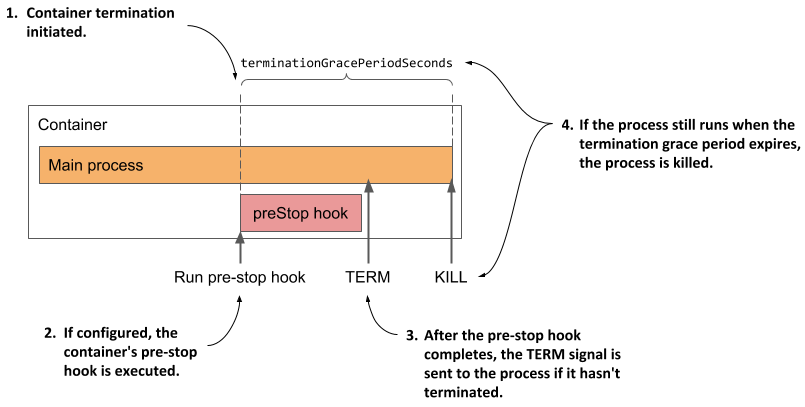 1. Container termination
initiated.
terminationGracePeriodSeconds
Container
Main process
preStop hook
Run pre-stop hook
TERM
KILL
4. If the process still runs when the
termination grace period expires,
the process is killed.
2. If configured, the
container's pre-stop
hook is executed.
3. After the pre-stop hook
completes, the TERM signal is
sent to the process if it hasn't
terminated.